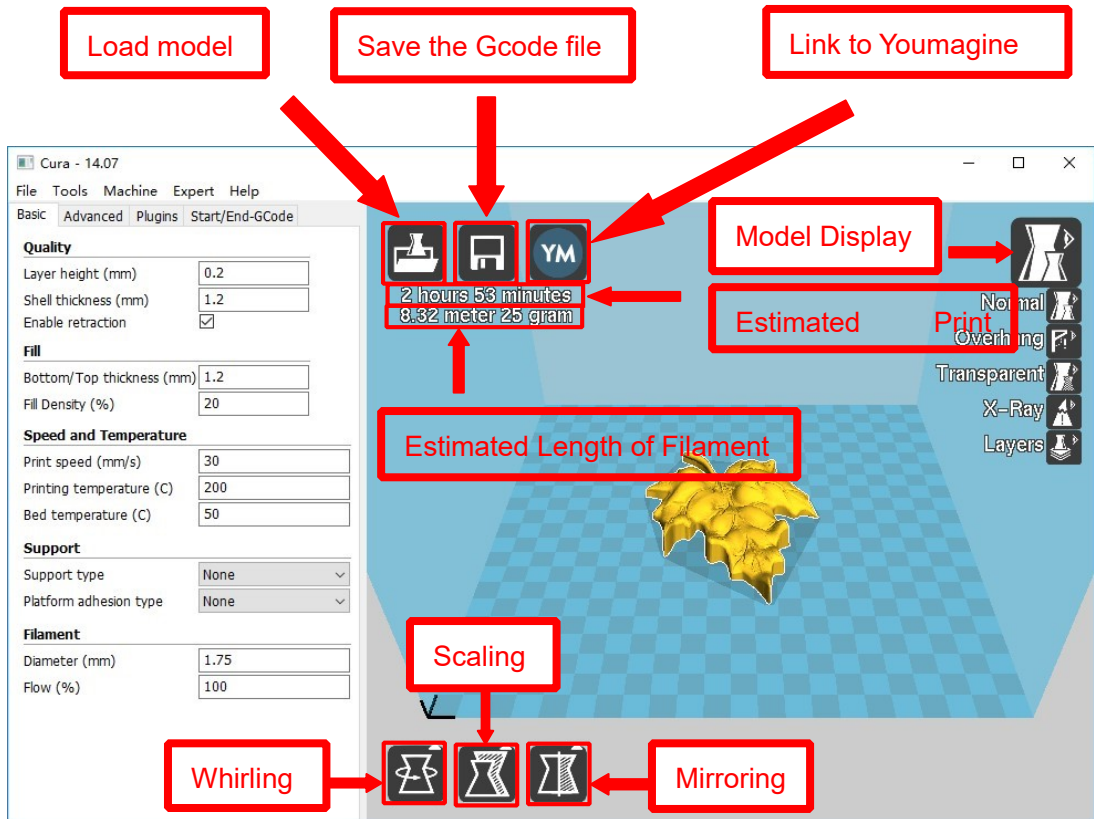 Load model
Save the Gcode file
Link to Youmagine
Cura - 14.07
File Tools Machine Expert Help
Basic Advanced Plugins Start/End-GCode
Quality
Layer height (mm) 0.2
Shell thickness (mm) 1.2
Enable retraction
Fill
Bottom/Top thickness (mm) 1.2
Fill Density (%) 20
Speed and Temperature
Print speed (mm/s) 30
Printing temperature (C) 200
Bed temperature (C) 50
Support
Support type None
Platform adhesion type None
Filament
Diameter (mm) 1.75
Flow (%) 100
YM
2 hours 53 minutes
8.32 meter 25 gram
Model Display
Estimated Print
Normal
Overhang
Transparent
X-Ray
Layers
Estimated Length of Filament
Scaling
Whirling
Mirroring